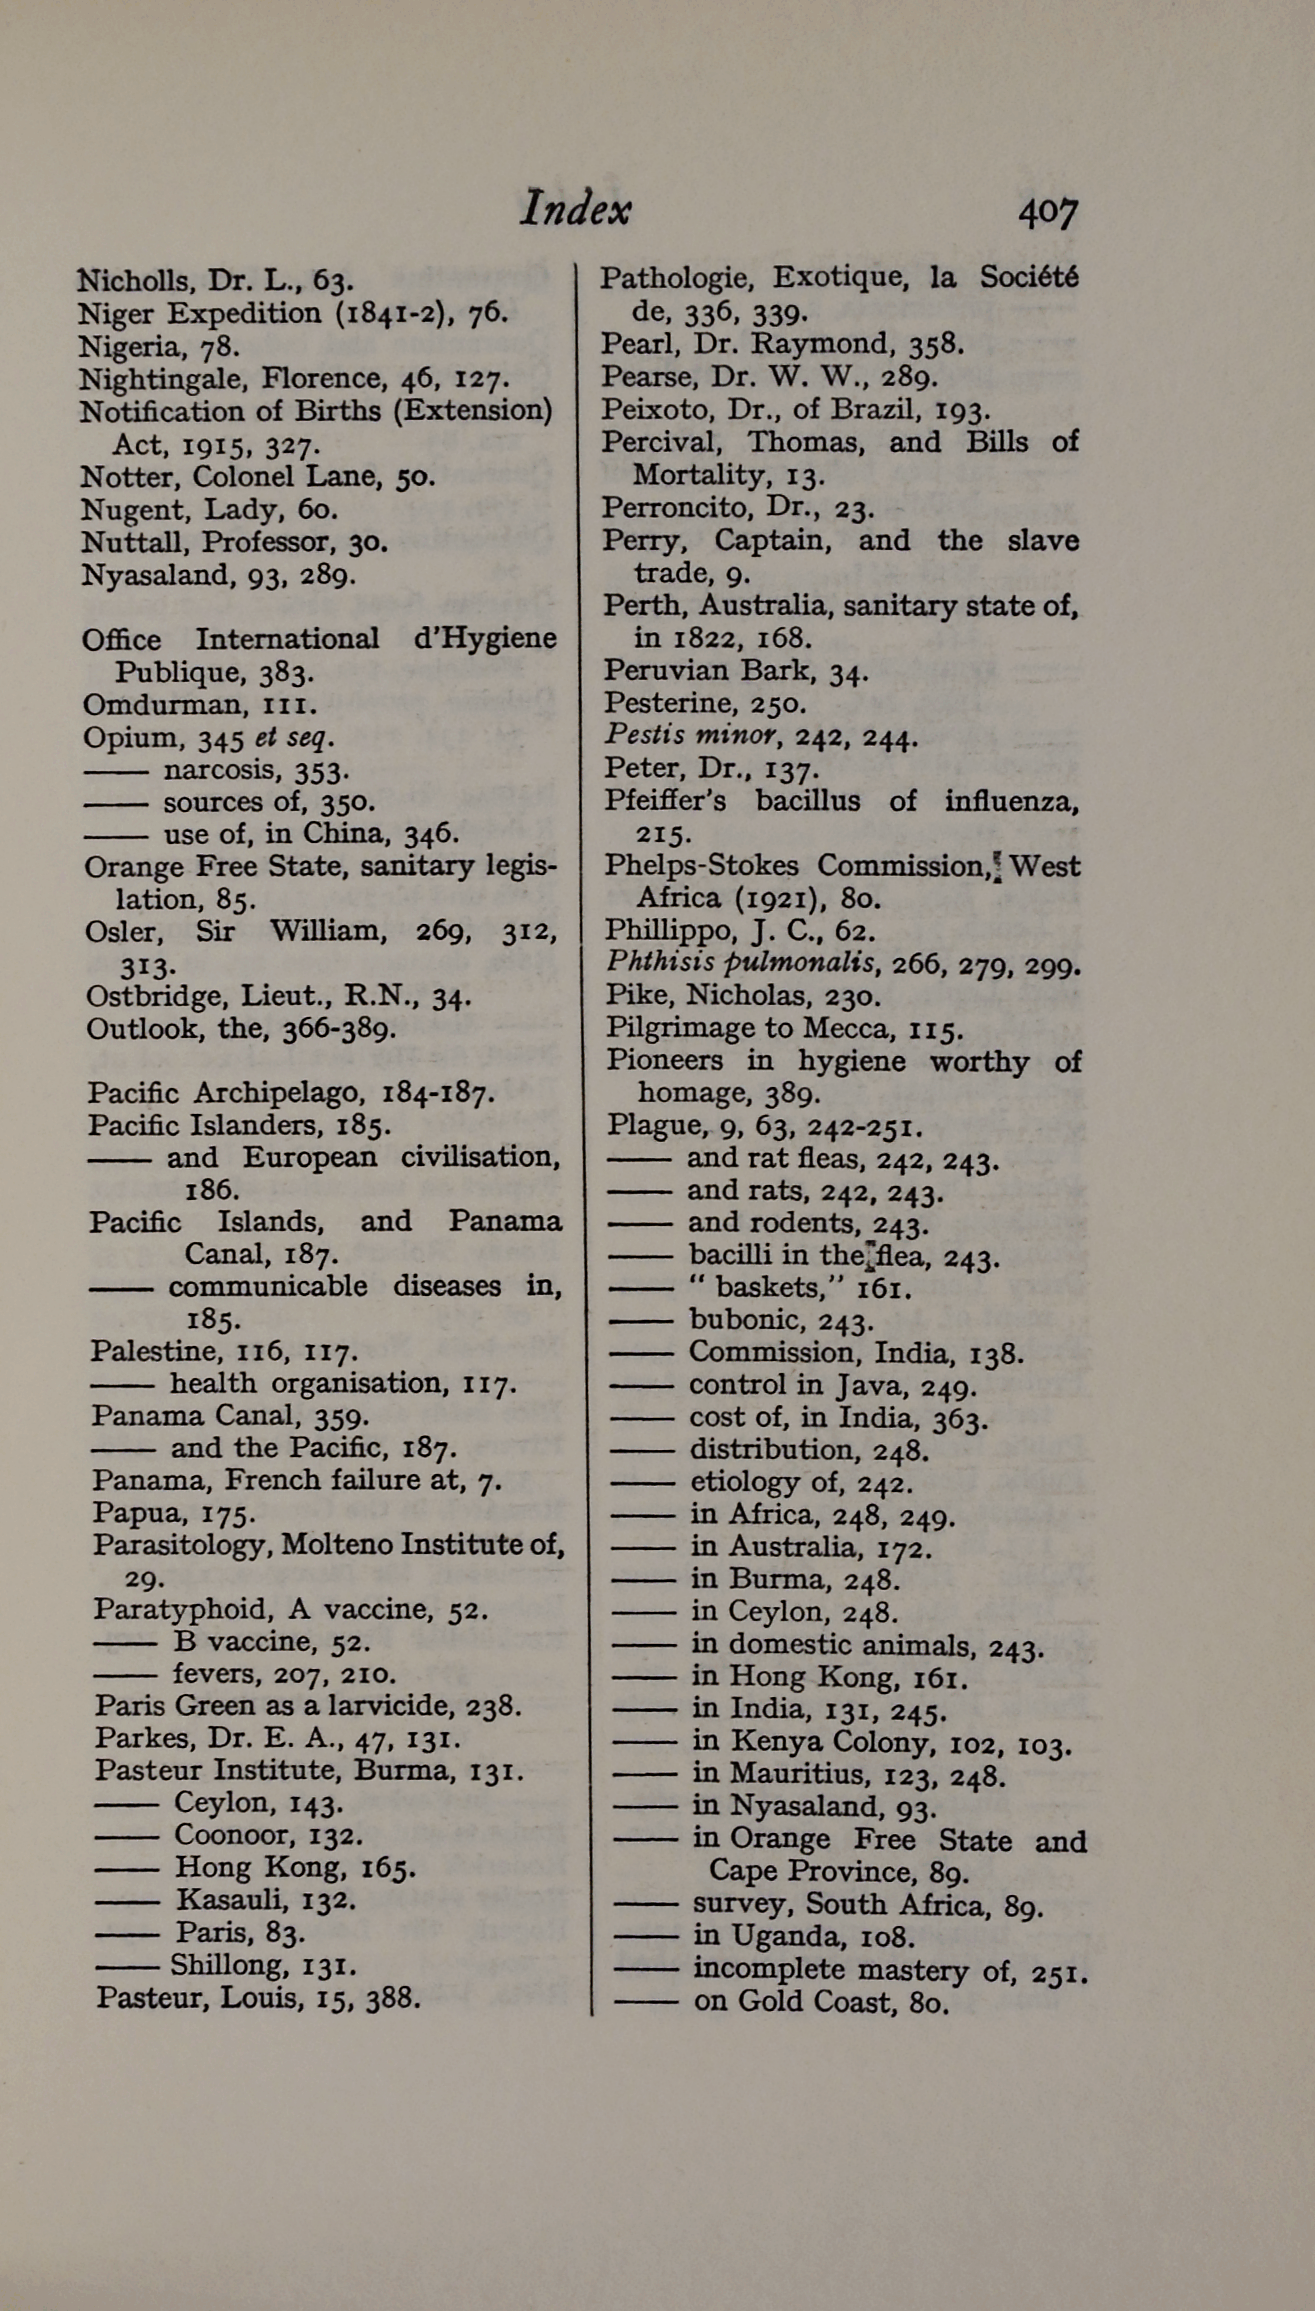 Index 407
Nicholls, Dr. L., 63.
Niger Expedition (1841-2), 76.
Nigeria, 78.
Nightingale, Florence, 46, 127.
Notification of Births (Extension)
Act, 1915, 327.
Notter, Colonel Lane, 50.
Nugent, Lady, 60.
Nuttall, Professor, 30.
Nyasaland, 93, 289.
Office International d'Hygiene
Publique, 383.
Omdurman, 111.
Opium, 345 et seq.
—— narcosis, 353.
—— sources of, 350.
—— use of, in China, 346.
Orange Free State, sanitary legis-
lation, 85.
Osler, Sir William, 269, 312,
313.
Ostbridge, Lieut., R.N., 34.
Outlook, the, 366-389.
Pacific Archipelago, 184-187.
Pacific Islanders, 185.
—— and European civilisation,
186.
Pacific Islands, and Panama
Canal, 187.
—— communicable diseases in,
185.
Palestine, 116, 117.
—— health organisation, 117.
Panama Canal, 359.
—— and the Pacific, 187.
Panama, French failure at, 7.
Papua, 175.
Parasitology, Molteno Institute of,
29.
Paratyphoid, A vaccine, 52.
—— B vaccine, 52.
—— fevers, 207, 210.
Paris Green as a larvicide, 238.
Parkes, Dr. E. A., 47, 131.
Pasteur Institute, Burma, 131.
—— Ceylon, 143.
—— Coonoor, 132.
—— Hong Kong, 165.
—— Kasauli, 132.
—— Paris, 83.
—— Shillong, 131.
Pasteur, Louis, 15, 388.
Pathologie, Exotique, la Société
de, 336, 339.
Pearl, Dr. Raymond, 358.
Pearse, Dr. W. W., 289.
Peixoto, Dr., of Brazil, 193.
Percival, Thomas, and Bills of
Mortality, 13.
Perroncito, Dr., 23.
Perry, Captain, and the slave
trade, 9.
Perth, Australia, sanitary state of,
in 1822, 168.
Peruvian Bark, 34.
Pesterine, 250.
Pestis minor, 242, 244.
Peter, Dr., 137.
Pfeiffer's bacillus of influenza,
215.
Phelps-Stokes Commission, West
Africa (1921), 80.
Phillippo, J. C., 62.
Phthisis pulmonalis, 266, 279, 299.
Pike, Nicholas, 230.
Pilgrimage to Mecca, 115.
Pioneers in hygiene worthy of
homage, 389.
Plague, 9, 63, 242-251.
—— and rat fleas, 242, 243.
—— and rats, 242, 243.
—— and rodents, 243.
—— bacilli in the flea, 243.
—— " baskets," 161.
—— bubonic, 243.
—— Commission, India, 138.
—— control in Java, 249.
—— cost of, in India, 363.
—— distribution, 248.
—— etiology of, 242.
—— in Africa, 248, 249.
—— in Australia, 172.
—— in Burma, 248.
—— in Ceylon, 248.
—— in domestic animals, 243.
—— in Hong Kong, 161.
—— in India, 131, 245.
—— in Kenya Colony, 102, 103.
—— in Mauritius, 123, 248.
—— in Nyasaland, 93.
—— in Orange Free State and
Cape Province, 89.
—— survey, South Africa, 89.
—— in Uganda, 108.
—— incomplete mastery of, 251.
—— on Gold Coast, 80.